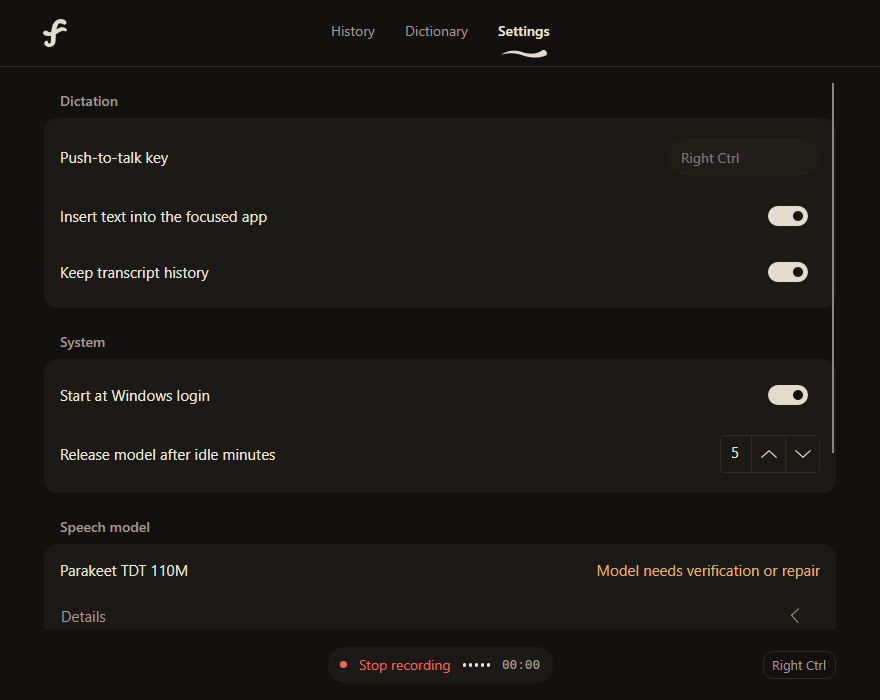 History Dictionary Settings
Dictation
Push-to-talk key Right Ctrl
Insert text into the focused app
Keep transcript history
System
Start at Windows login
Release model after idle minutes 5
Speech model
Parakeet TDT 110M Model needs verification or repair
Details
Stop recording 00:00 Right Ctrl